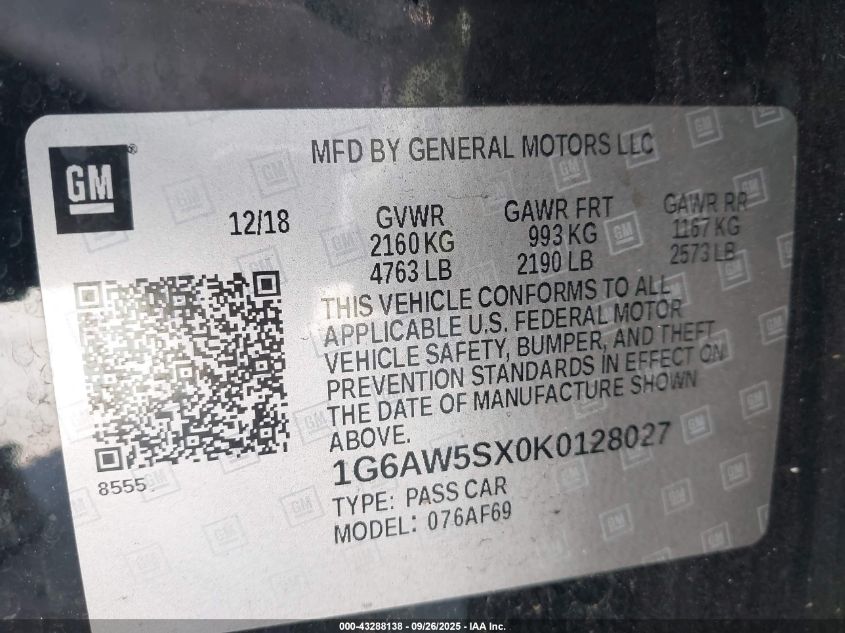 MFD BY GENERAL MOTORS LLC
GM
12/18
GVWR GAWR FRT GAWR RR
2160 KG 993 KG 1167 KG
4763 LB 2190 LB 2573 LB
THIS VEHICLE CONFORMS TO ALL
APPLICABLE U.S. FEDERAL MOTOR
VEHICLE SAFETY, BUMPER, AND THEFT
PREVENTION STANDARDS IN EFFECT ON
THE DATE OF MANUFACTURE SHOWN
ABOVE.
8555
1G6AW5SX0K0128027
TYPE: PASS CAR
MODEL: 076AF69
000-43288138 - 09/26/2025 - IAA Inc.